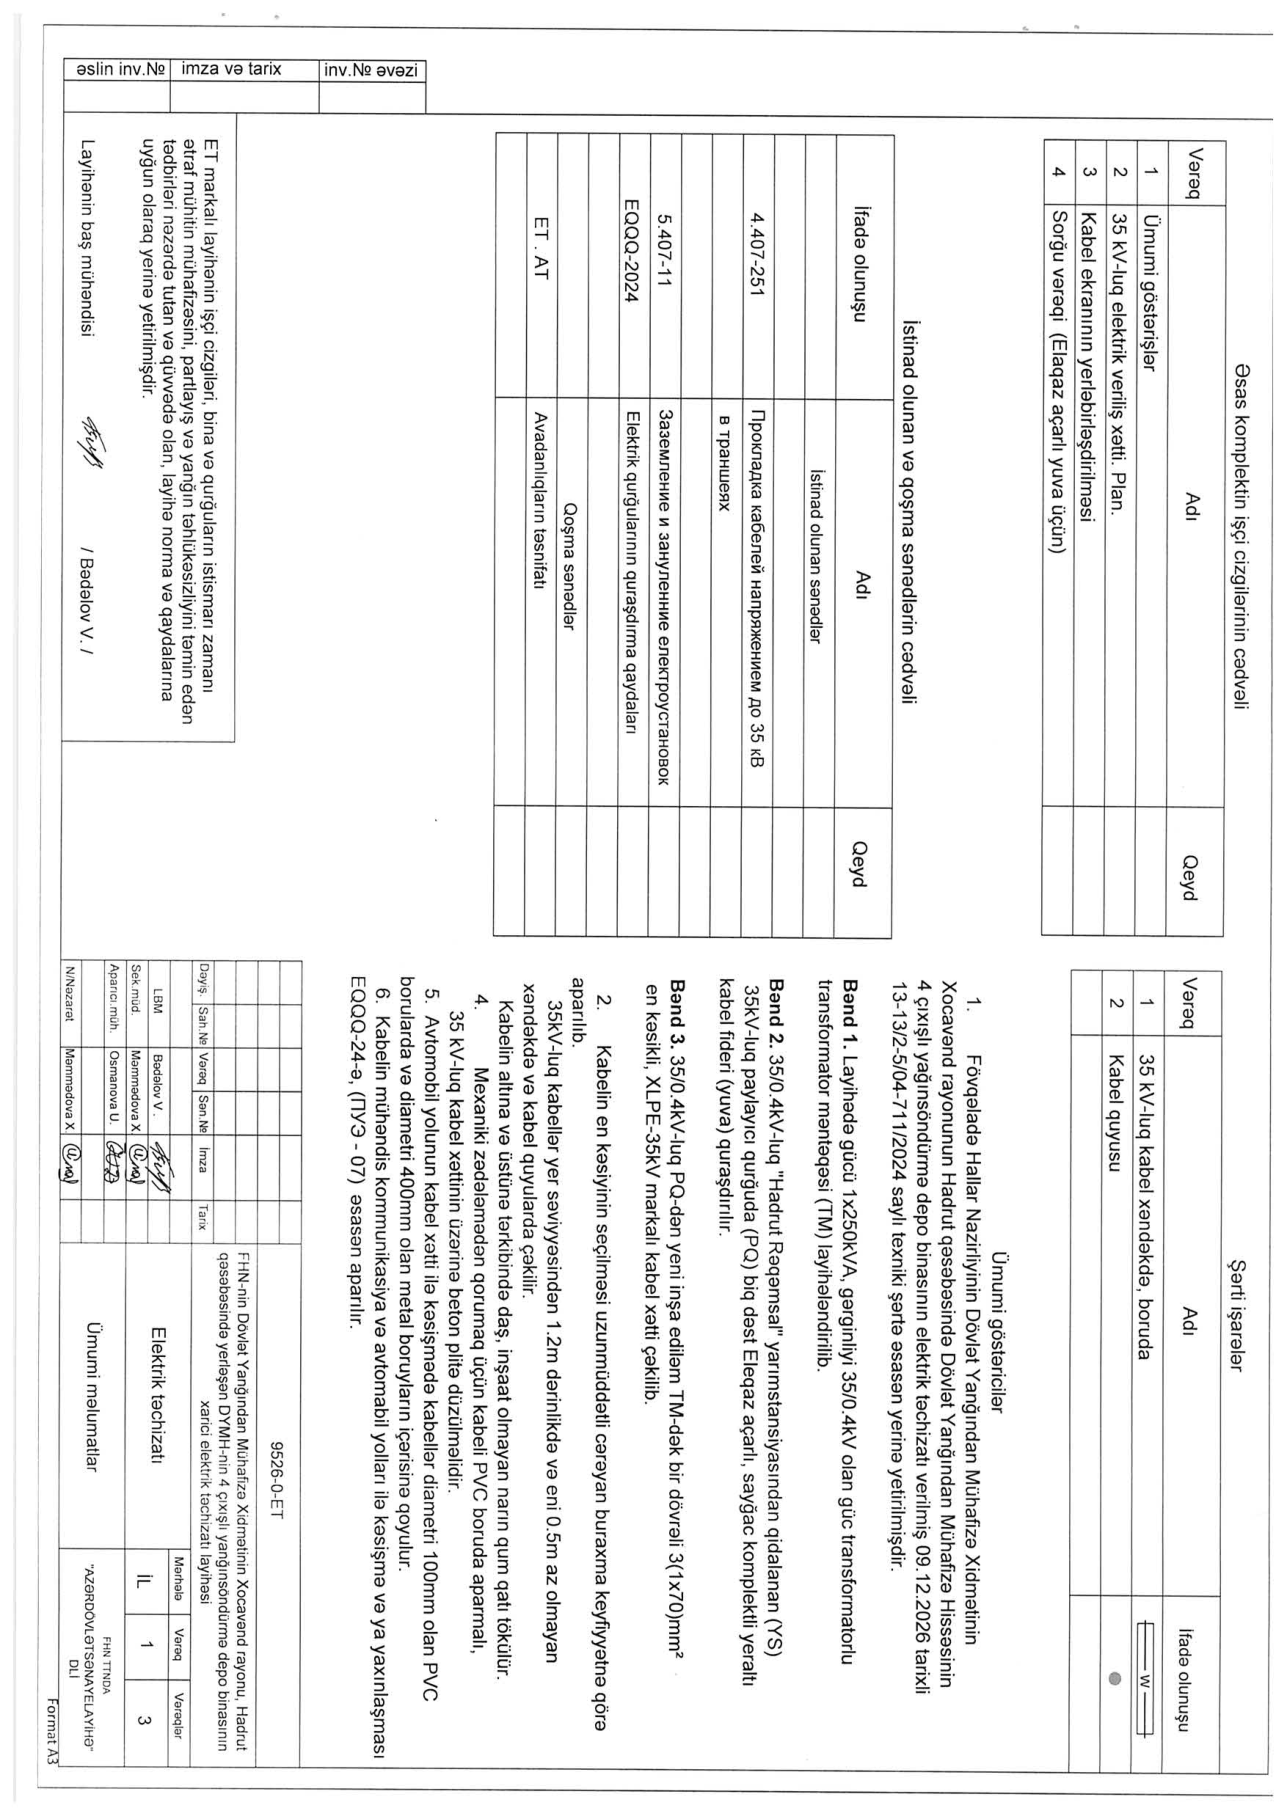 Əsas komplektin işçi cizgilərinin cədvəli
Vərəq Adı Qeyd
1 Ümumi göstərişlər
2 35 kV-luq elektrik veriliş xətti. Plan.
3 Kabel ekranının yerləbirləşdirilməsi
4 Sorğu vərəqi (Elaqaz açarlı yuva üçün)
İstinad olunan və qoşma sənədlərin cədvəli
İfadə olunuşu Adı Qeyd
İstinad olunan sənədlər
4.407-251 Прокладка кабелей напряжением до 35 кВ
в траншеях
5.407-11 Заземление и зануленние електроустановок
EQQQ-2024 Elektrik qurğularının quraşdırma qaydaları
Qoşma sənədlər
ET . AT Avadanlıqların təsnifatı
inv.№ əvəzi
imza və tarix
əslin inv.№
ET markalı layihənin işçi cizgiləri, bina və qurğuların istismarı zamanı
ətraf mühitin mühafizəsini, partlayış və yanğın təhlükəsizliyini təmin edən
tədbirləri nəzərdə tutan və qüvvədə olan, layihə norma və qaydalarına
uyğun olaraq yerinə yetirilmişdir.
Layihənin baş mühəndisi / Bədəlov V. /
Şərti işarələr
Vərəq Adı İfadə olunuşu
1 35 kV-luq kabel xəndəkdə, boruda W
2 Kabel quyusu
Ümumi göstəricilər
1. Fövqəladə Hallar Nazirliyinin Dövlət Yanğından Mühafizə Xidmətinin
Xocavənd rayonunun Hadrut qəsəbəsində Dövlət Yanğından Mühafizə Hissəsinin
4 çıxışlı yağınsöndürmə depo binasının elektrik təchizatı verilmiş 09.12.2026 tarixli
13-13/2-5/04-711/2024 saylı texniki şərtə əsasən yerinə yetirilmişdir.
Bənd 1. Layihədə gücü 1x250kVA, gərginliyi 35/0.4kV olan güc transformatorlu
transformator məntəqəsi (TM) layihələndirilib.
Bənd 2. 35/0.4kV-luq "Hadrut Rəqəmsal" yarımstansiyasından qidalanan (YS)
35kV-luq paylayıcı qurğuda (PQ) biq dəst Eleqaz açarlı, sayğac komplektli yeraltı
kabel fideri (yuva) quraşdırılır.
Bənd 3. 35/0.4kV-luq PQ-dən yeni inşa ediləm TM-dək bir dövrəli 3(1x70)mm²
en kəsikli, XLPE-35kV markalı kabel xətti çəkilib.
2. Kabelin en kəsiyinin seçilməsi uzunmüddətli cərəyan buraxma keyfiyyətnə görə
aparılıb.
35kV-luq kabellər yer səviyyəsindən 1.2m dərinlikdə və eni 0.5m az olmayan
xəndəkdə və kabel quyularda çəkilir.
Kabelin altına və üstünə tərkibində daş, inşaat olmayan narın qum qatı tökülür.
4. Mexaniki zədələmədən qorumaq üçün kabeli PVC boruda aparmalı,
35 kV-luq kabel xəttinin üzərinə beton plitə düzülməlidir.
5. Avtomobil yolunun kabel xətti ilə kəsişmədə kabellər diametri 100mm olan PVC
borularda və diametri 400mm olan metal boruyların içərisinə qoyulur.
6. Kabelin mühəndis kommunikasiya və avtomabil yolları ilə kəsişmə və ya yaxınlaşması
EQQQ-24-ə, (ПУЭ - 07) əsasən aparılır.
9526-0-ET
FHN-nin Dövlət Yanğından Mühafizə Xidmətinin Xocavənd rayonu, Hadrut
qəsəbəsində yerləşən DYMH-nin 4 çıxışlı yanğınsöndürmə depo binasının
xarici elektrik təchizatı layihəsi
Dəyiş. Sah.№ Vərəq Sən.№ İmza Tarix
LBM Bədəlov V .
Sek.müd. Məmmədova X.
Aparıcı.müh. Osmanova U.
N/Nəzarət Məmmədova X.
Elektrik təchizatı
Mərhələ Vərəq Vərəqlər
İL 1 3
Ümumi məlumatlar
FHN TTNDA
"AZƏRDÖVLƏTSƏNAYELAYİHƏ"
DLİ
Format A3